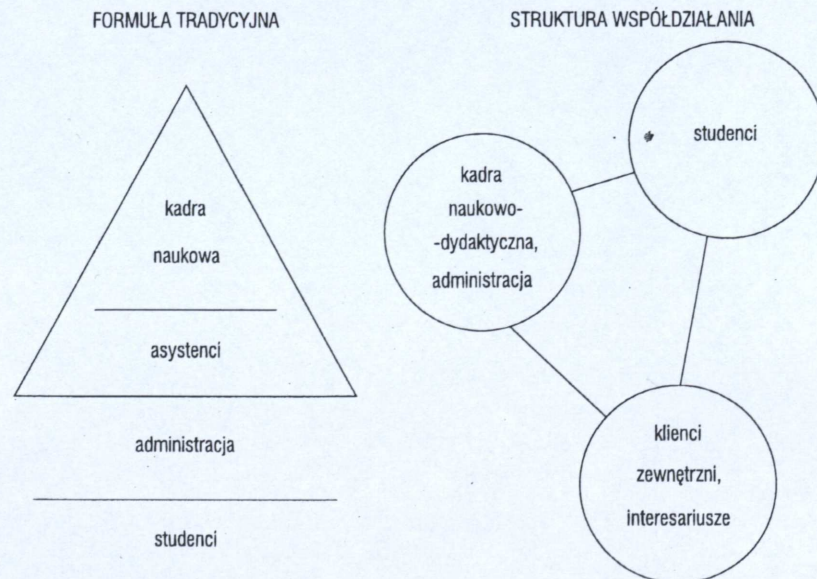 FORMUŁA TRADYCYJNA
kadra
naukowa
asystenci
administracja
studenci
STRUKTURA WSPÓŁDZIAŁANIA
studenci
kadra
naukowo-
-dydaktyczna,
administracja
klienci
zewnętrzni,
interesariusze